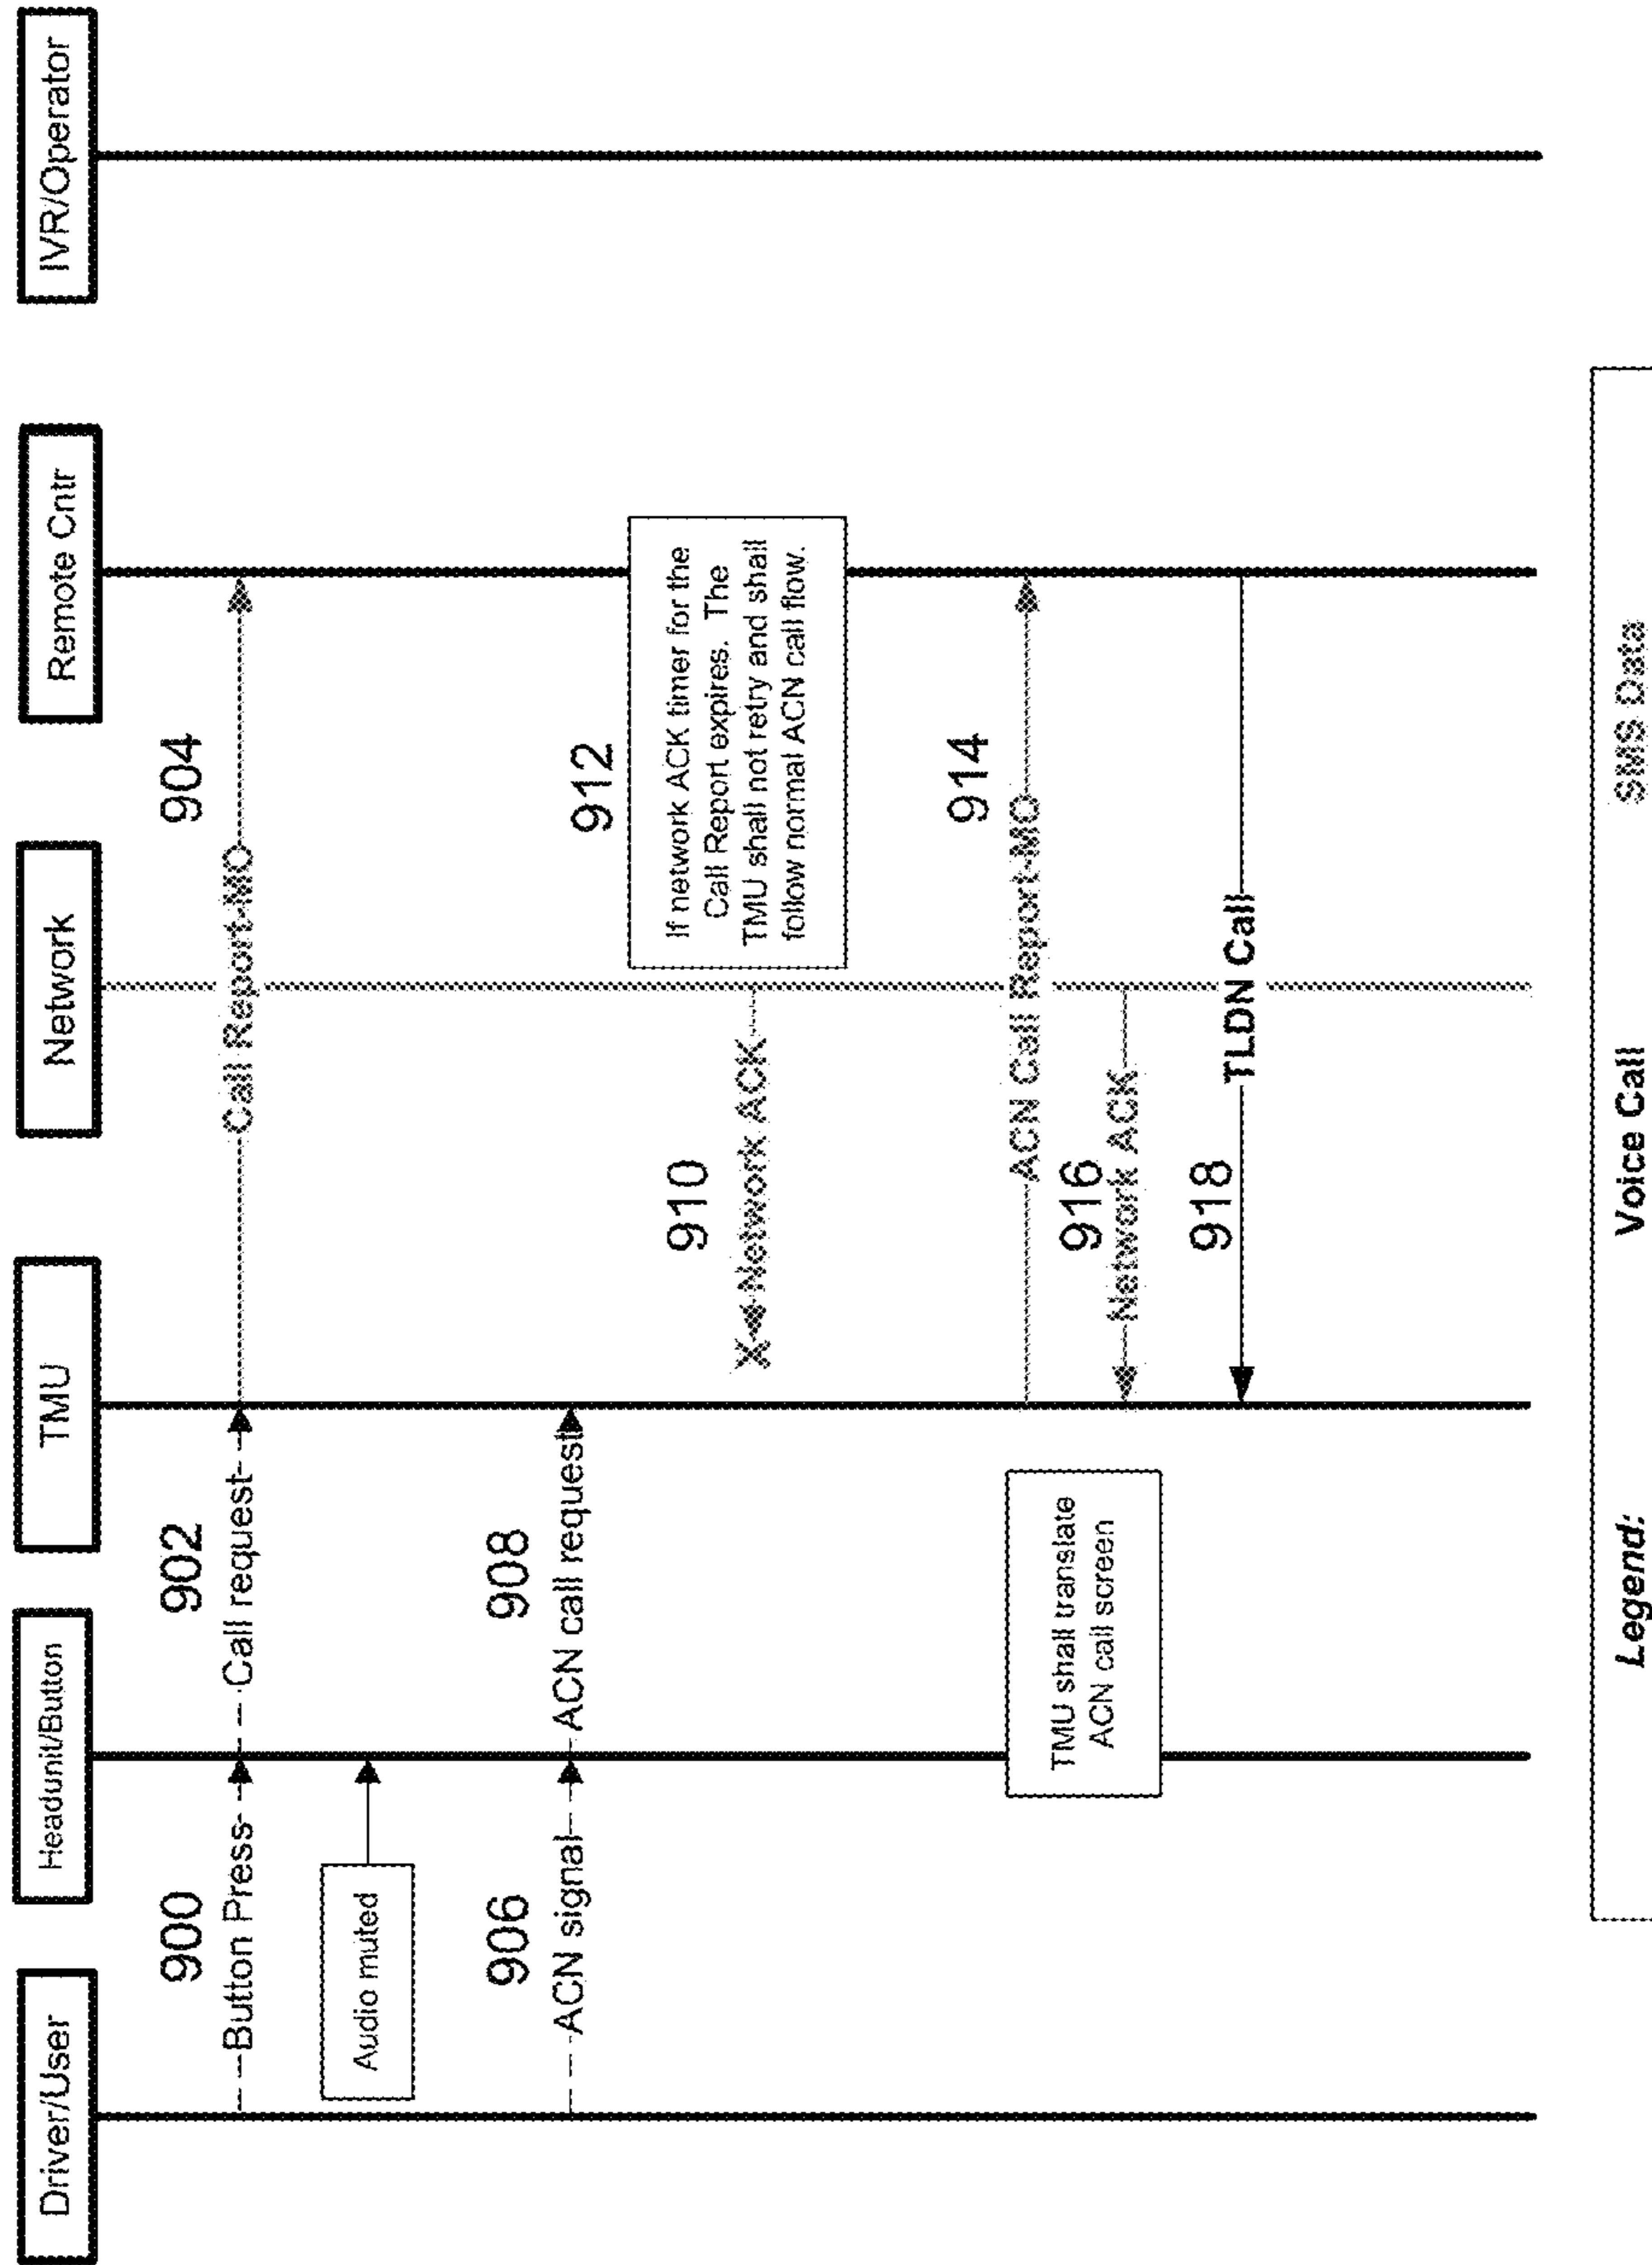 Driver/User
Headunit/Button
TMU
Network
Remote Cntr
IVR/Operator
900
902
904
Button Press
Call request
Call Report-MO
Audio muted
906
908
ACN signal
ACN call request
912
If network ACK timer for the
Call Report expires. The
TMU shall not retry and shall
follow normal ACN call flow.
910
X
Network ACK
914
ACN Call Report-MO
TMU shall translate
ACN call screen
916
Network ACK
918
TLDN Call
Legend:
Voice Call
SMS Data